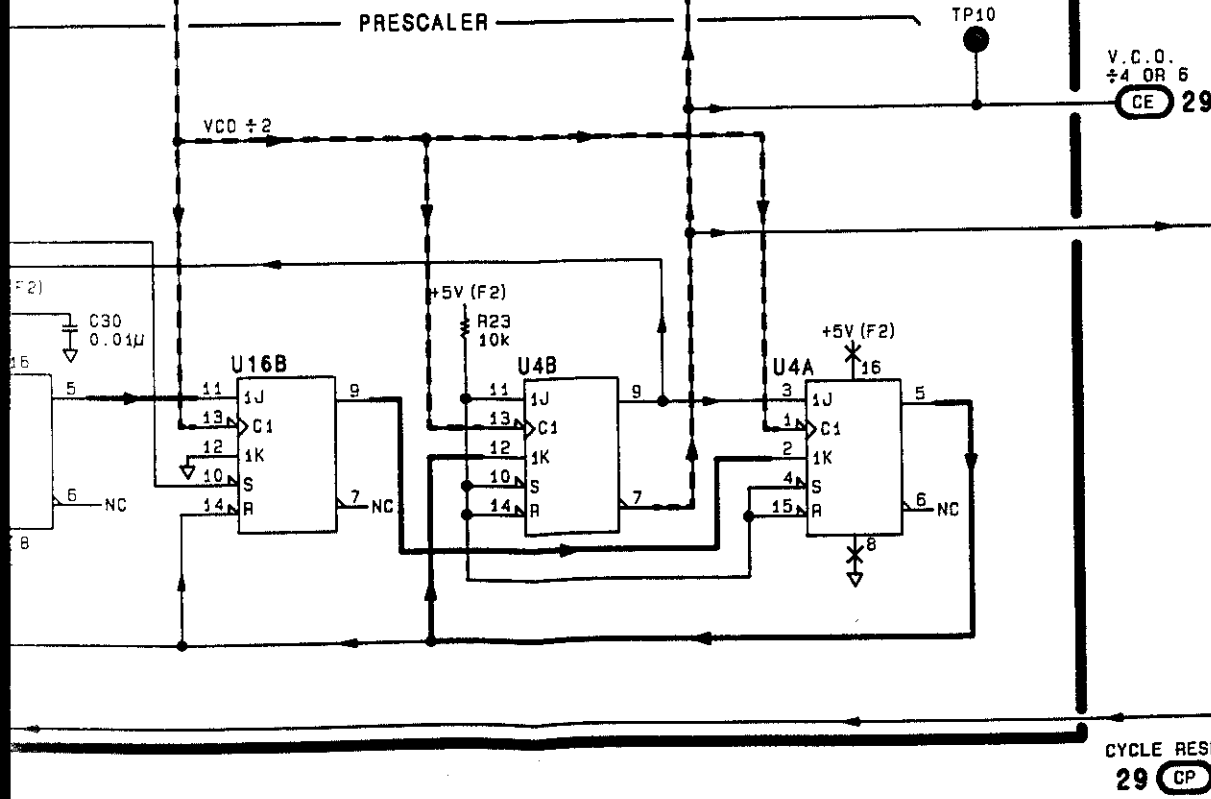 PRESCALER
TP10
V.C.O.
÷4 OR 6
CE 29
VCO ÷2
F2)
C30
0.01µ
+5V (F2)
R23
10k
+5V (F2)
16
U16B
U4B
U4A
16
5
11 1J 9
13 C1
12 1K
10 S
14 R 7 NC
6 NC
8
11 1J 9
13 C1
12 1K
10 S
14 R 7
3 1J 5
1 C1
2 1K
4 S
15 R 6 NC
8
CYCLE RES
29 CP